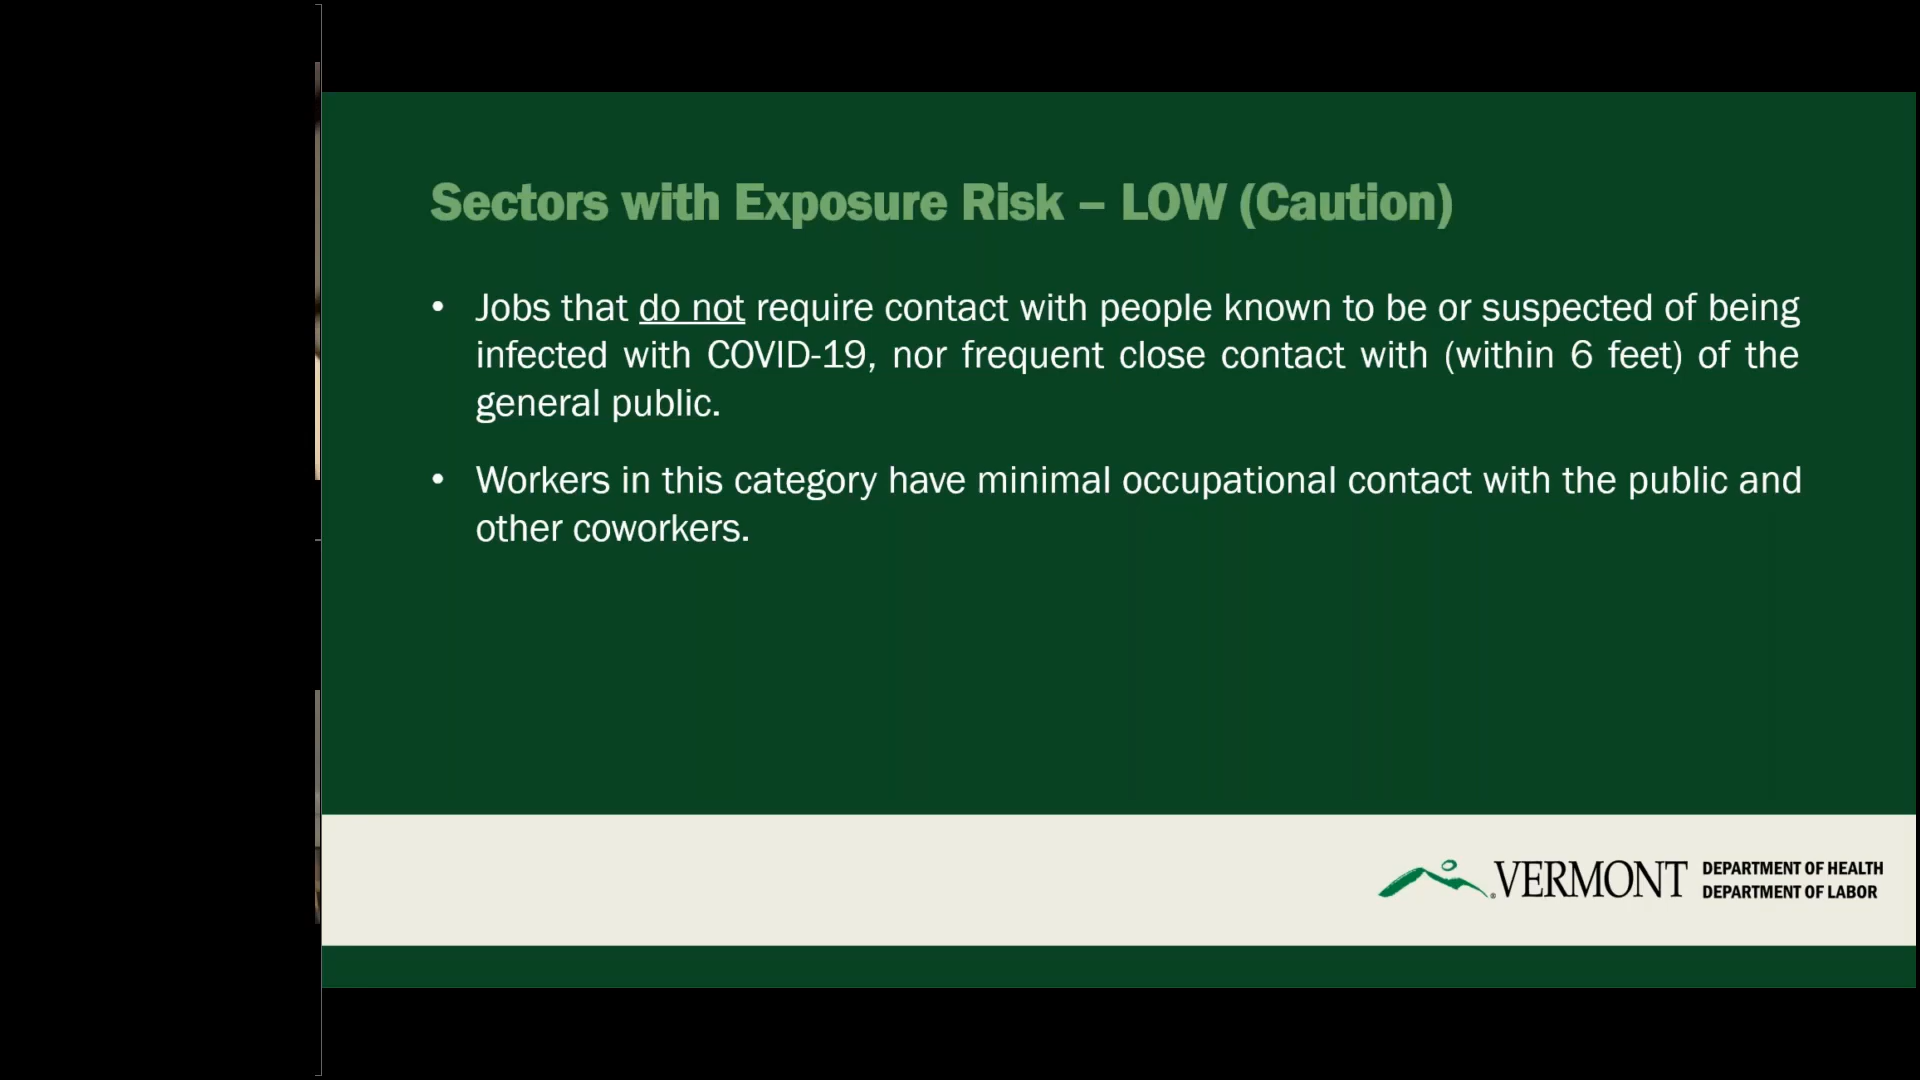 Sectors with Exposure Risk – LOW (Caution)
• Jobs that do not require contact with people known to be or suspected of being
infected with COVID-19, nor frequent close contact with (within 6 feet) of the
general public.
• Workers in this category have minimal occupational contact with the public and
other coworkers.
VERMONT
DEPARTMENT OF HEALTH
DEPARTMENT OF LABOR